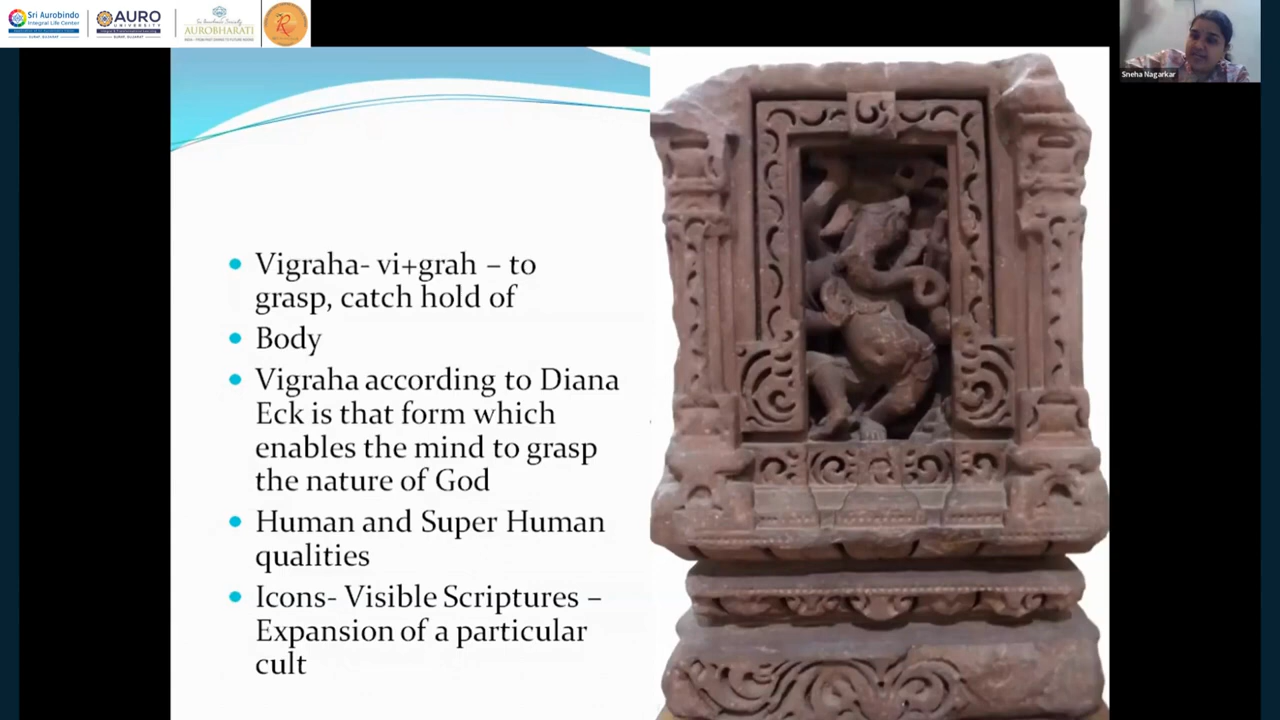 Sri Aurobindo
Integral Life Center
AURO
UNIVERSITY
AUROBHARATI
Sneha Nagarkar
Vigraha- vi+grah – to
grasp, catch hold of
Body
Vigraha according to Diana
Eck is that form which
enables the mind to grasp
the nature of God
Human and Super Human
qualities
Icons- Visible Scriptures –
Expansion of a particular
cult